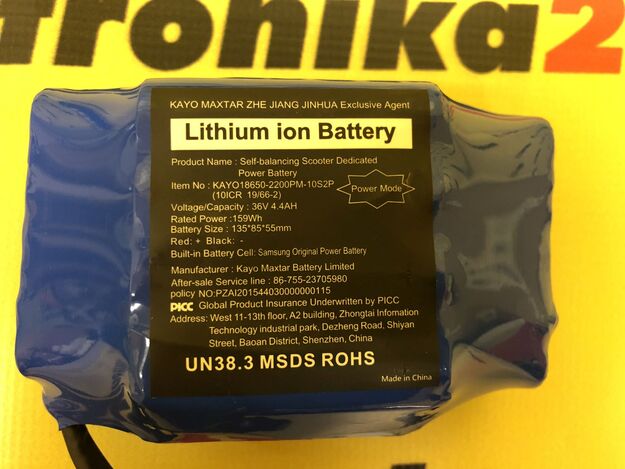 tronika2
KAYO MAXTAR ZHE JIANG JINHUA Exclusive Agent
Lithium ion Battery
Product Name : Self-balancing Scooter Dedicated
Power Battery
Item No : KAYO18650-2200PM-10S2P
(10ICR 19/66-2)
Power Mode
Voltage/Capacity : 36V 4.4AH
Rated Power :159Wh
Battery Size : 135*85*55mm
Red: + Black: -
Built-in Battery Cell: Samsung Original Power Battery
Manufacturer : Kayo Maxtar Battery Limited
After-sale Service line : 86-755-23705980
policy NO:PZAI201544030000000115
PICC Global Product Insurance Underwritten by PICC
Address: West 11-13th floor, A2 building, Zhongtai Infomation
Technology industrial park, Dezheng Road, Shiyan
Street, Baoan District, Shenzhen, China
UN38.3 MSDS ROHS
Made in China